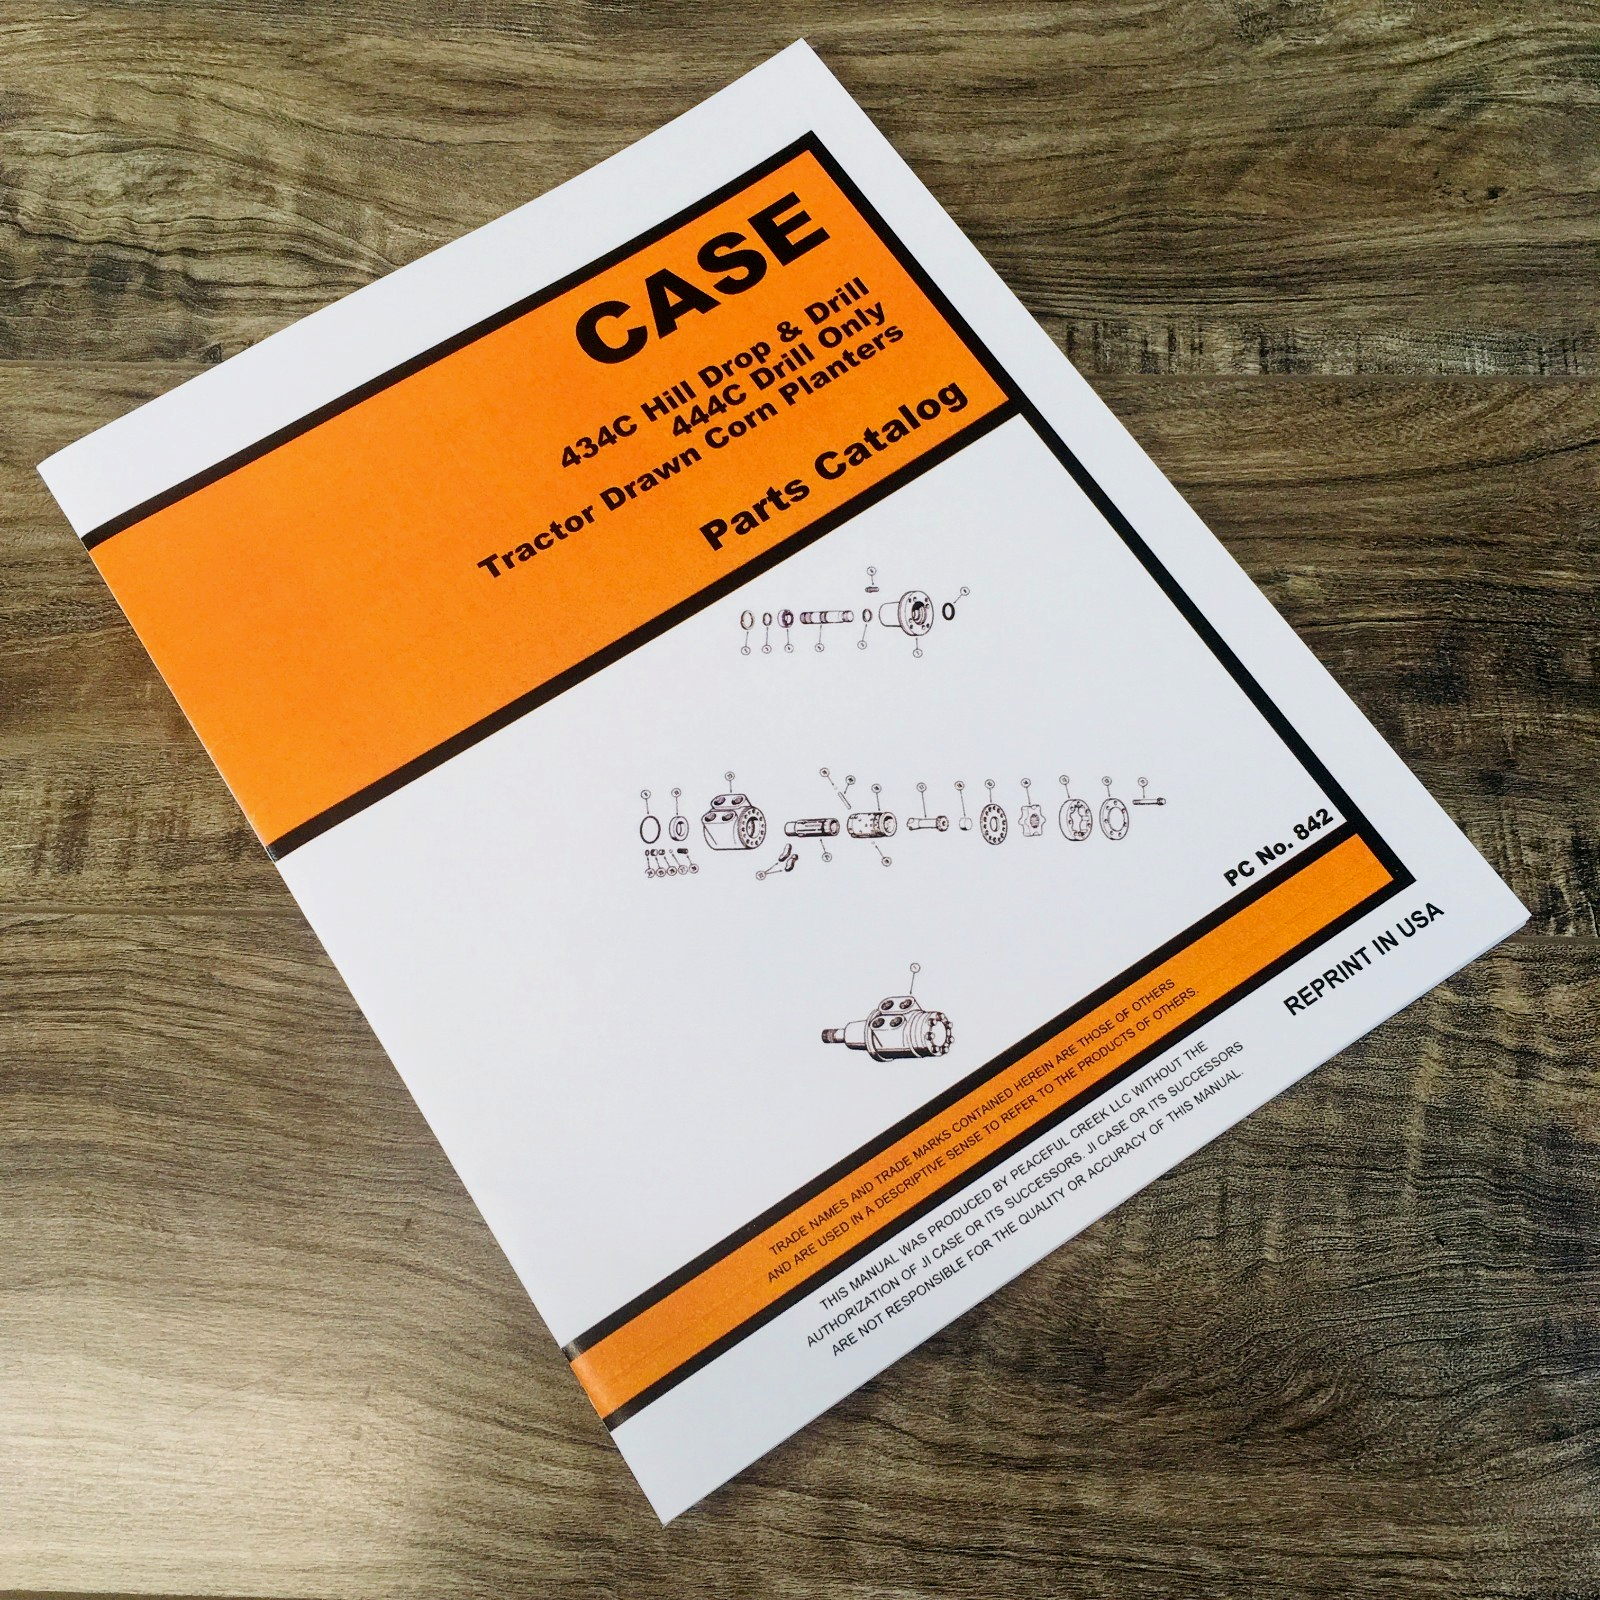 CASE
434C Hill Drop & Drill
444C Drill Only
Tractor Drawn Corn Planters
Parts Catalog
PC No. 842
REPRINT IN USA
TRADE NAMES AND TRADE MARKS CONTAINED HEREIN ARE THOSE OF OTHERS
AND ARE USED IN A DESCRIPTIVE SENSE TO REFER TO THE PRODUCTS OF OTHERS.
THIS MANUAL WAS PRODUCED BY PEACEFUL CREEK LLC WITHOUT THE
AUTHORIZATION OF JI CASE OR ITS SUCCESSORS. JI CASE OR ITS SUCCESSORS
ARE NOT RESPONSIBLE FOR THE QUALITY OR ACCURACY OF THIS MANUAL.